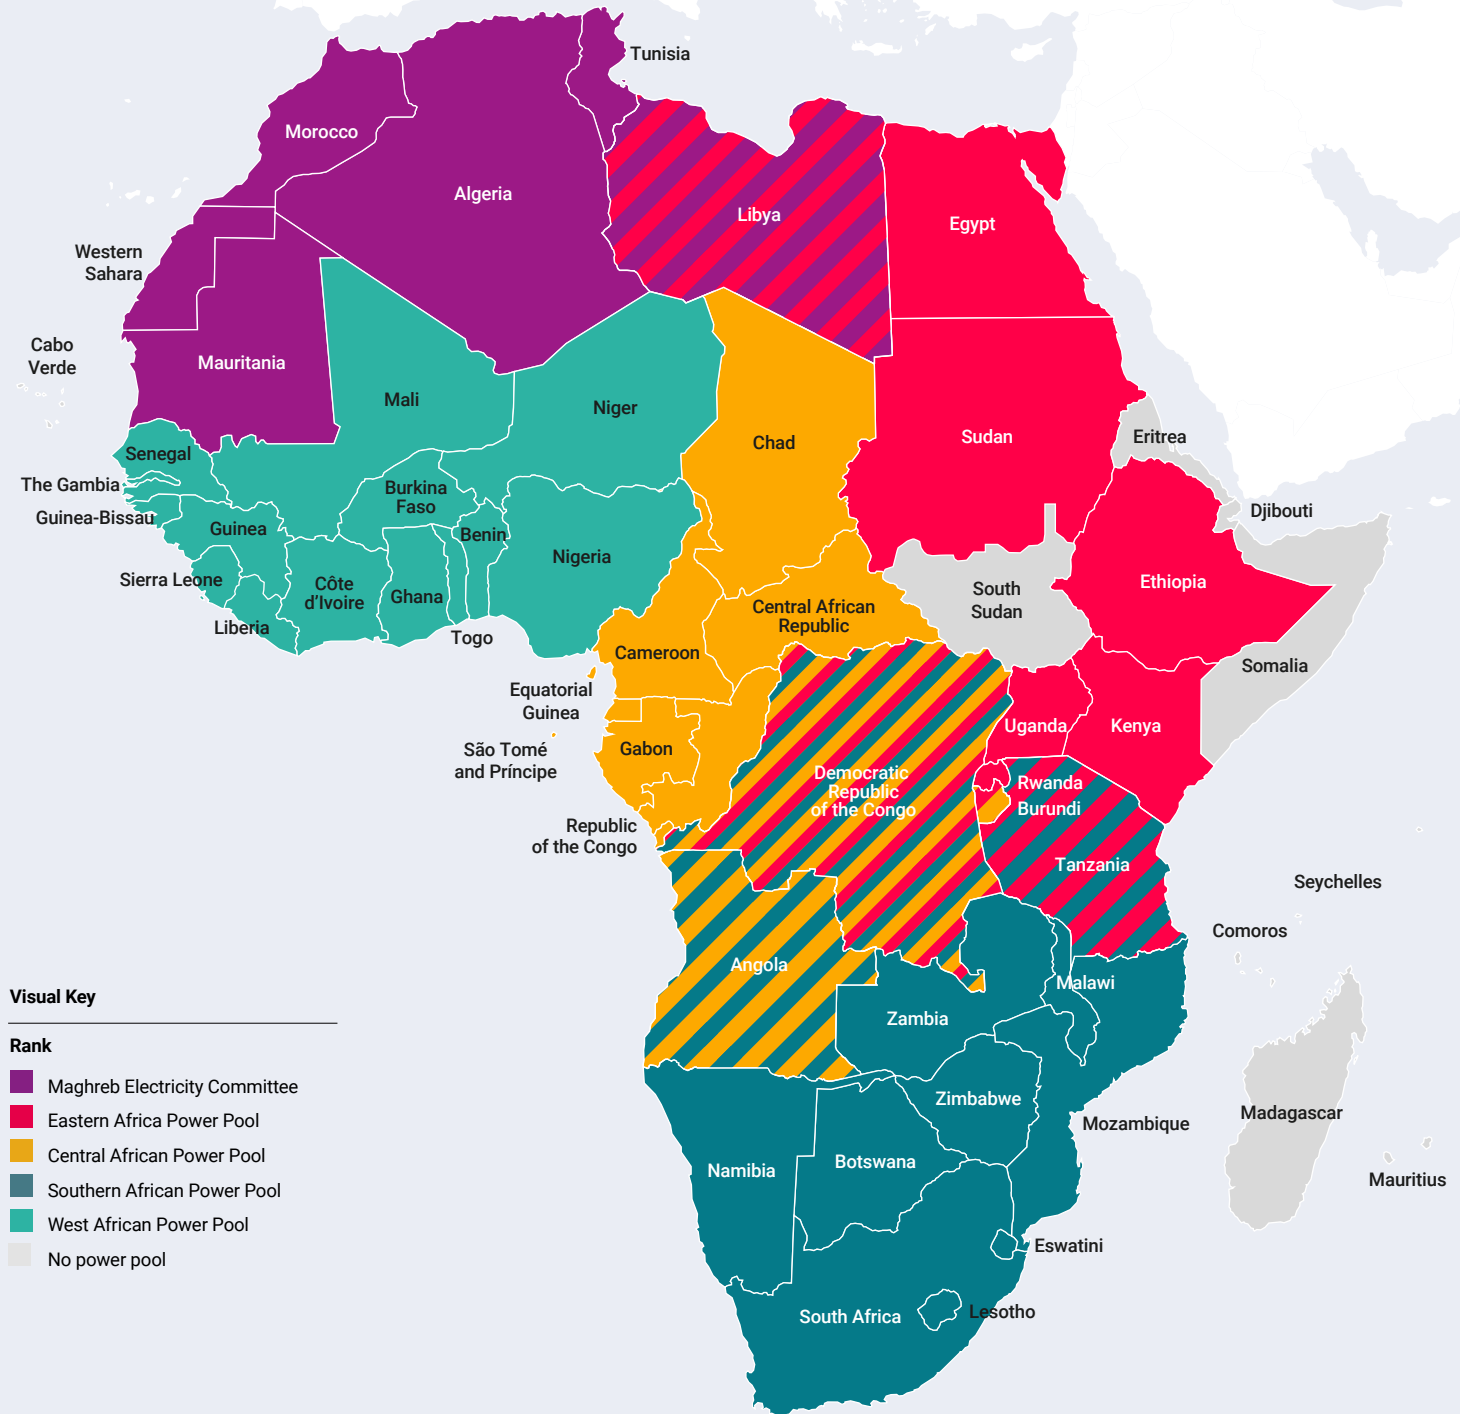 Tunisia
Morocco
Algeria
Libya
Egypt
Western
Sahara
Cabo
Verde
Mauritania
Mali
Niger
Chad
Sudan
Eritrea
Senegal
The Gambia
Guinea-Bissau
Burkina
Faso
Guinea
Benin
Nigeria
Djibouti
Sierra Leone
Côte
d’Ivoire
Ghana
Liberia
Togo
Central African
Republic
South
Sudan
Ethiopia
Cameroon
Somalia
Equatorial
Guinea
Uganda
Kenya
São Tomé
and Príncipe
Gabon
Democratic
Republic
of the Congo
Rwanda
Burundi
Republic
of the Congo
Tanzania
Seychelles
Comoros
Angola
Malawi
Zambia
Zimbabwe
Mozambique
Madagascar
Namibia
Botswana
Mauritius
Eswatini
South Africa
Lesotho
Visual Key
Rank
Maghreb Electricity Committee
Eastern Africa Power Pool
Central African Power Pool
Southern African Power Pool
West African Power Pool
No power pool